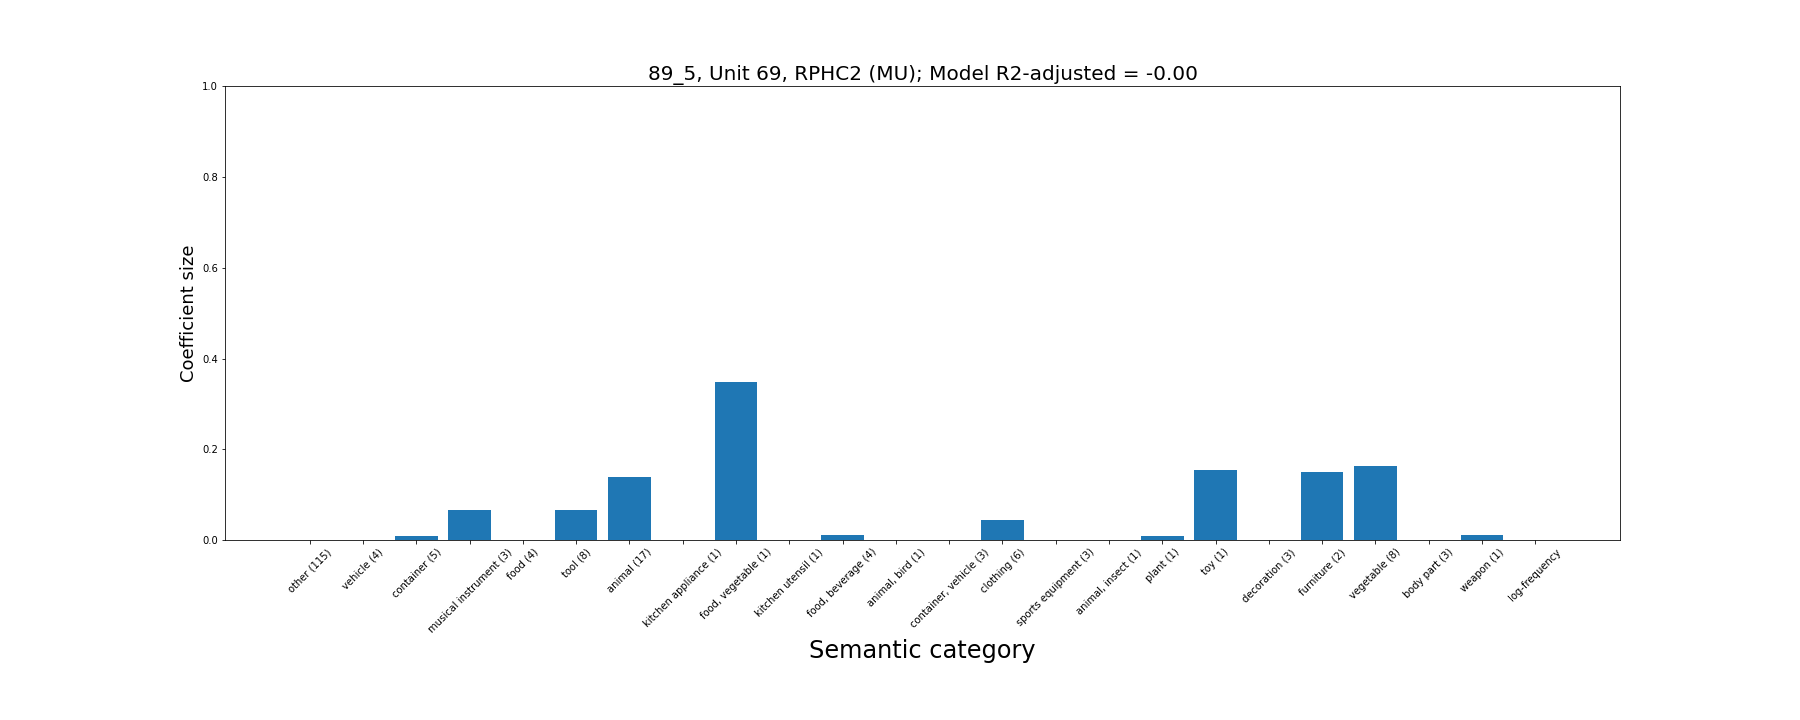 89_5, Unit 69, RPHC2 (MU); Model R2-adjusted = -0.00
1.0
0.8
0.6
0.4
0.2
0.0
Coefficient size
other (115)
vehicle (4)
container (5)
musical instrument (3)
food (4)
tool (8)
animal (17)
kitchen appliance (1)
food, vegetable (1)
kitchen utensil (1)
food, beverage (4)
animal, bird (1)
container, vehicle (3)
clothing (6)
sports equipment (3)
animal, insect (1)
plant (1)
toy (1)
decoration (3)
furniture (2)
vegetable (8)
body part (3)
weapon (1)
log-frequency
Semantic category